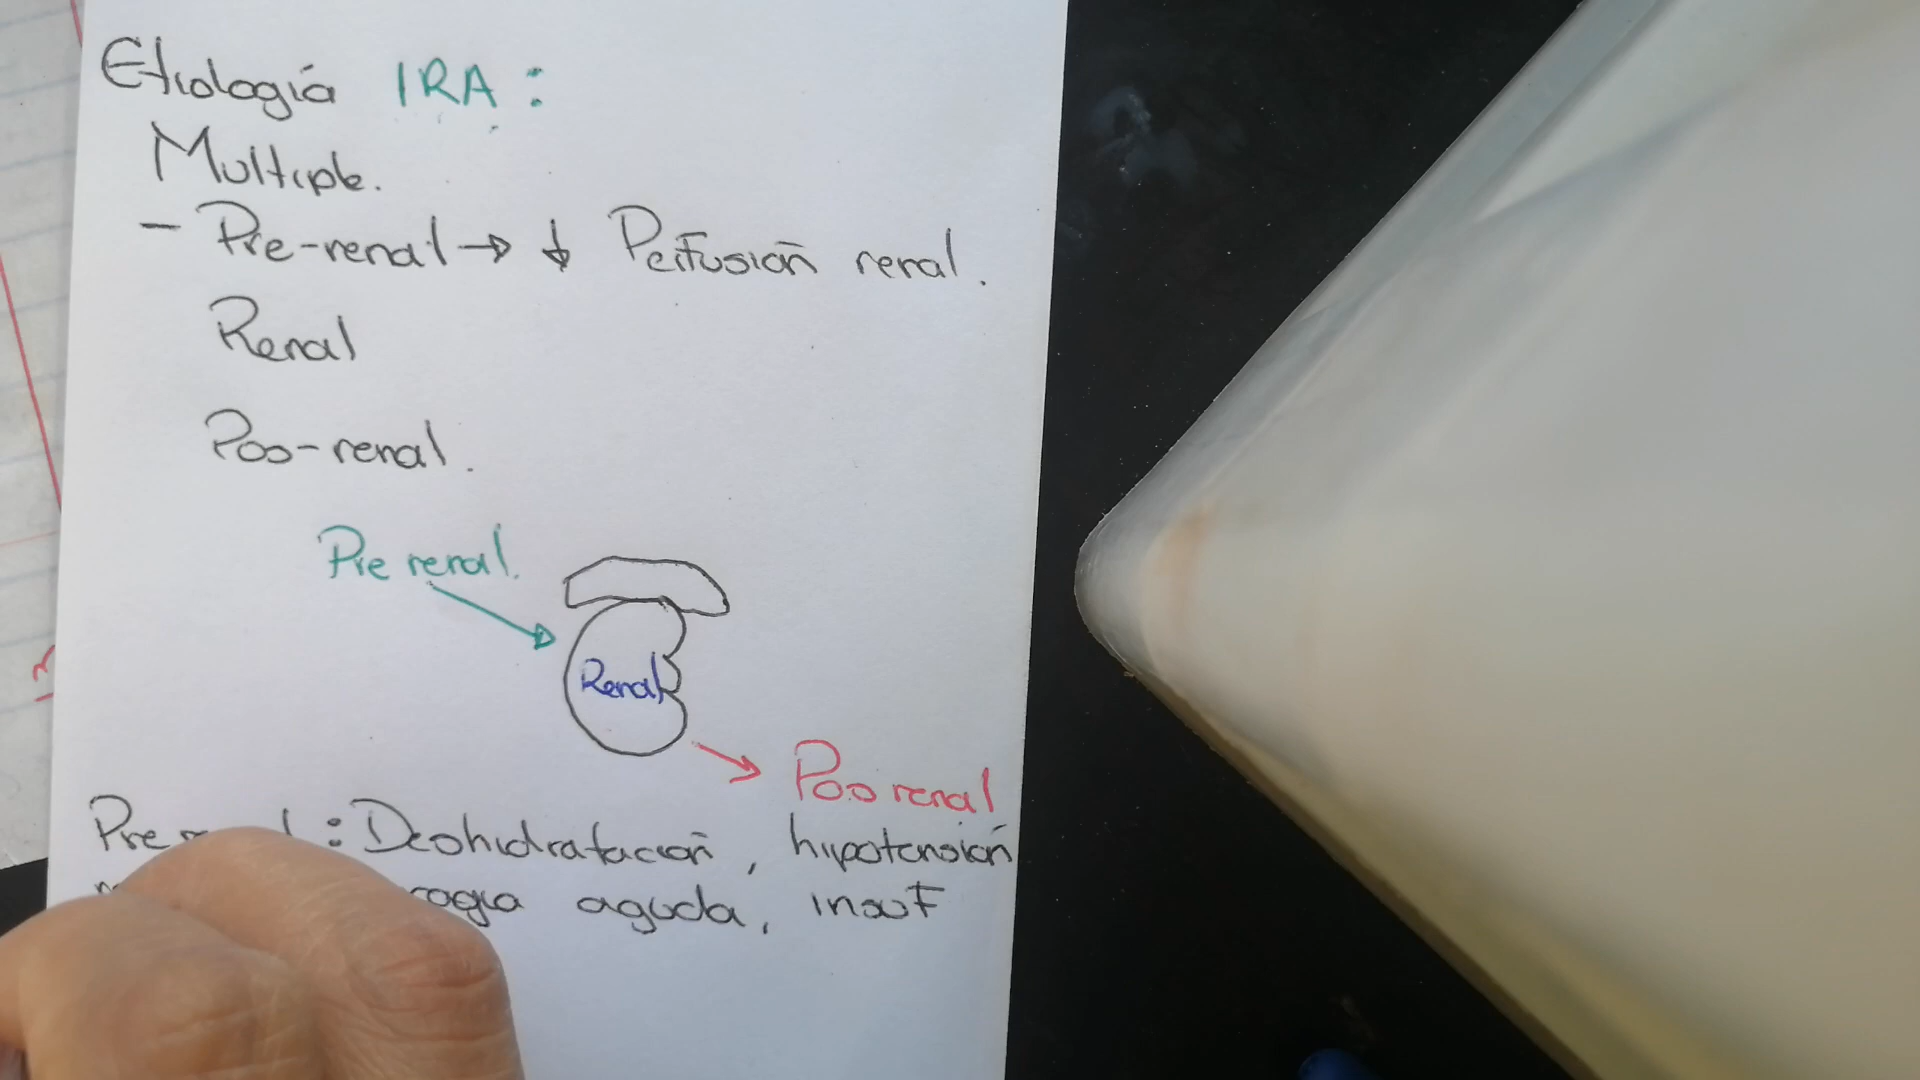 Etiología IRA:
Multiple.
- Pre-renal → ↓ Perfusión renal.
Renal
Pos-renal.
Pre renal.
Renal
Pos renal
Pre : Deshidratación, hipotensión
aguda, insuf